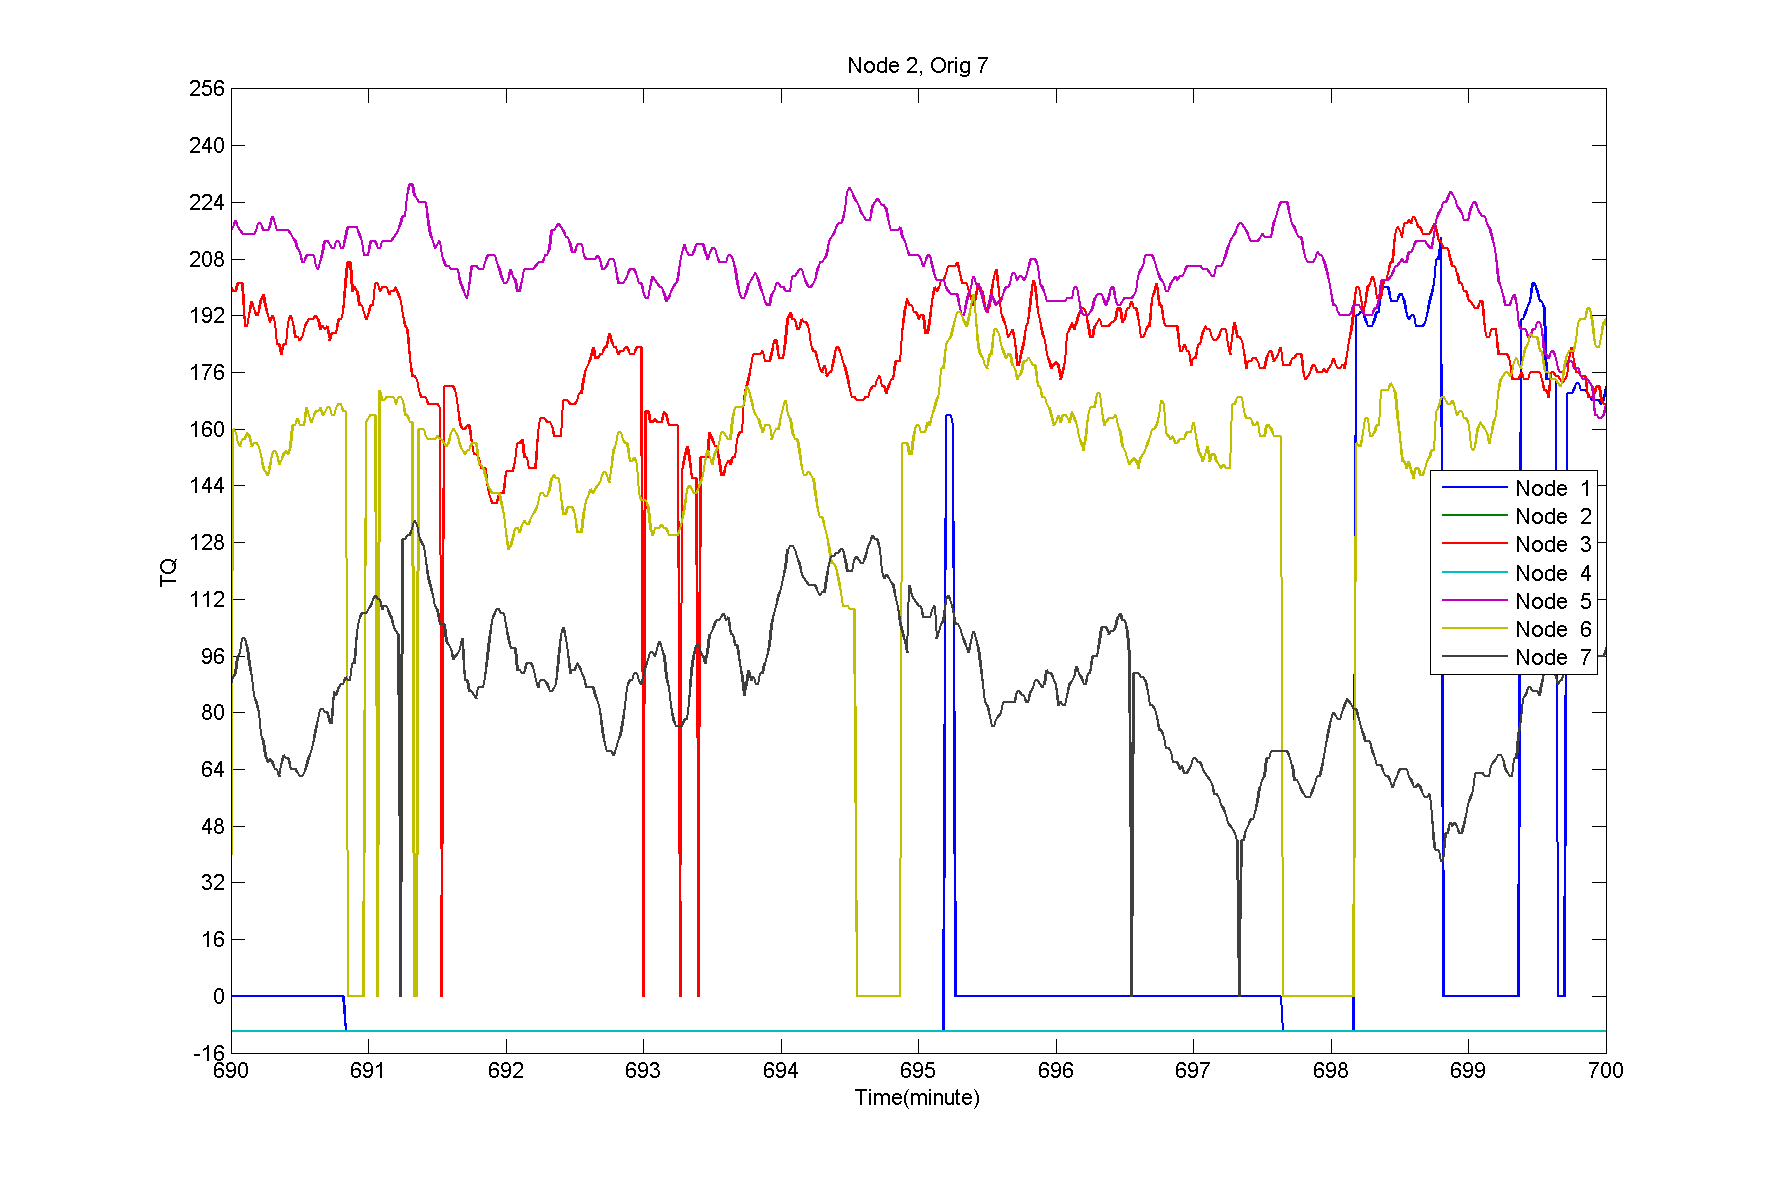 Node 2, Orig 7
256
240
224
208
192
176
160
144
128
112
96
80
64
48
32
16
0
-16
TQ
Node 1
Node 2
Node 3
Node 4
Node 5
Node 6
Node 7
690 691 692 693 694 695 696 697 698 699 700
Time(minute)